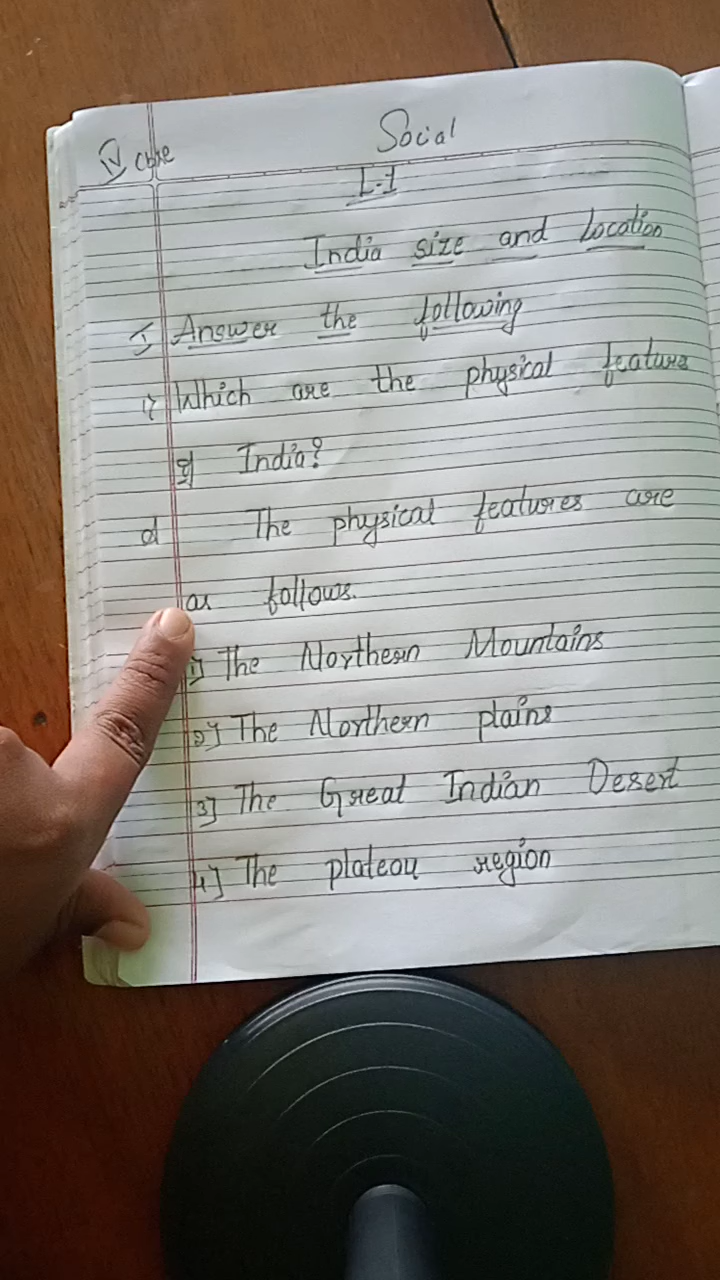 Social
IV cbse
L-1
India size and Location
I Answer the following
1) Which are the physical features
of India?
The physical features are
as follows.
1) The Northern Mountains
2) The Northern plains
3] The Great Indian Desert
4) The plateou region